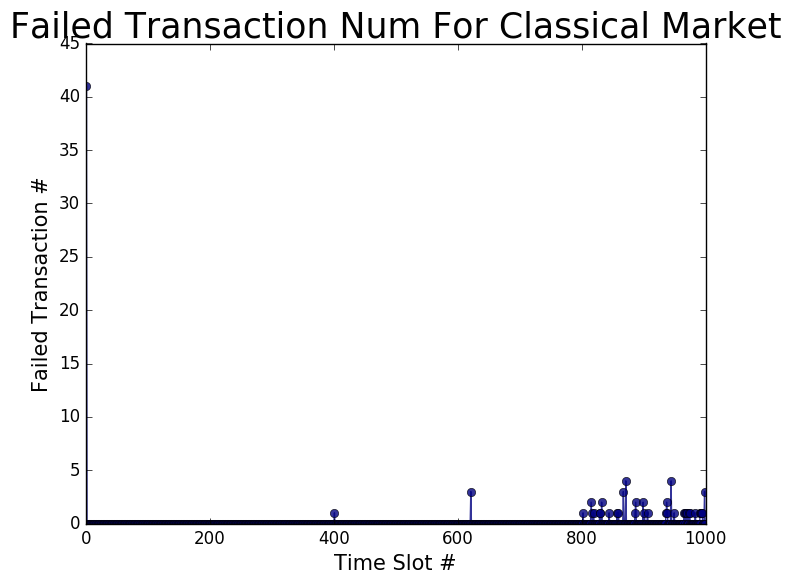 Failed Transaction Num For Classical Market
45
40
35
30
25
20
15
10
5
0
Failed Transaction #
0 200 400 600 800 1000
Time Slot #